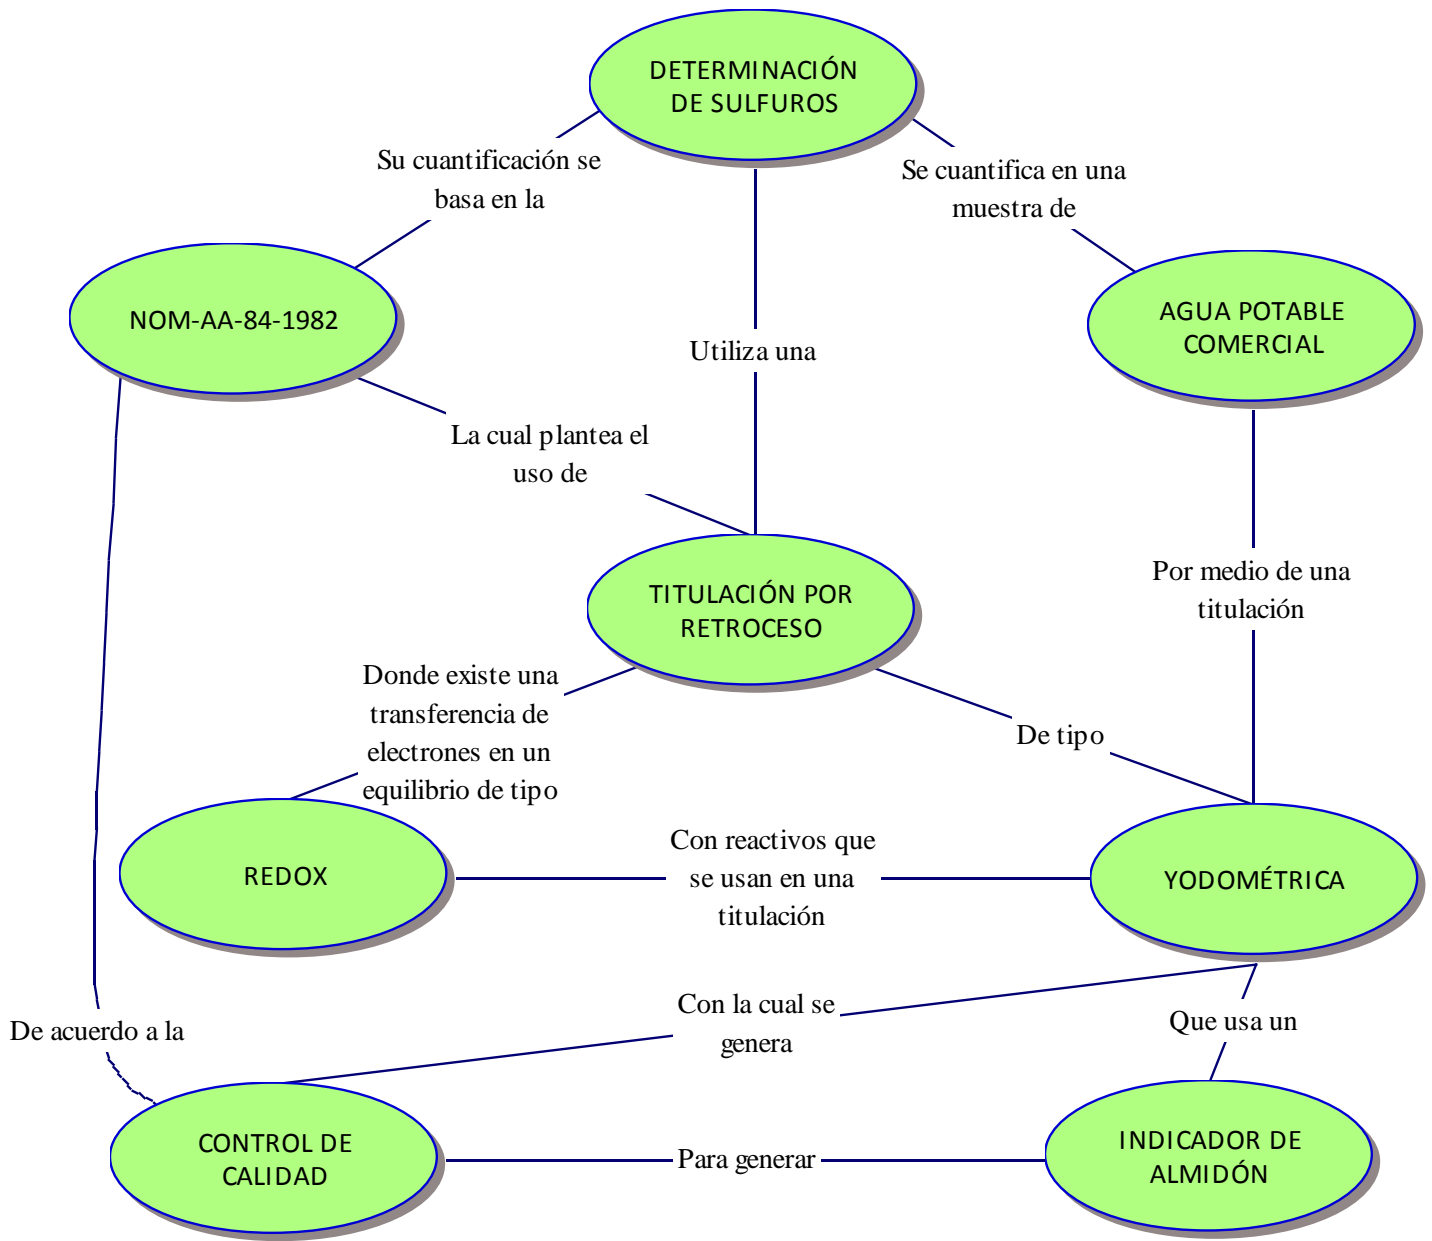 DETERMINACIÓN
DE SULFUROS
Su cuantificación se
basa en la
Se cuantifica en una
muestra de
NOM-AA-84-1982
AGUA POTABLE
COMERCIAL
Utiliza una
La cual plantea el
uso de
TITULACIÓN POR
RETROCESO
Por medio de una
titulación
Donde existe una
transferencia de
electrones en un
equilibrio de tipo
De tipo
REDOX
Con reactivos que
se usan en una
titulación
YODOMÉTRICA
Con la cual se
genera
Que usa un
De acuerdo a la
CONTROL DE
CALIDAD
Para generar
INDICADOR DE
ALMIDÓN